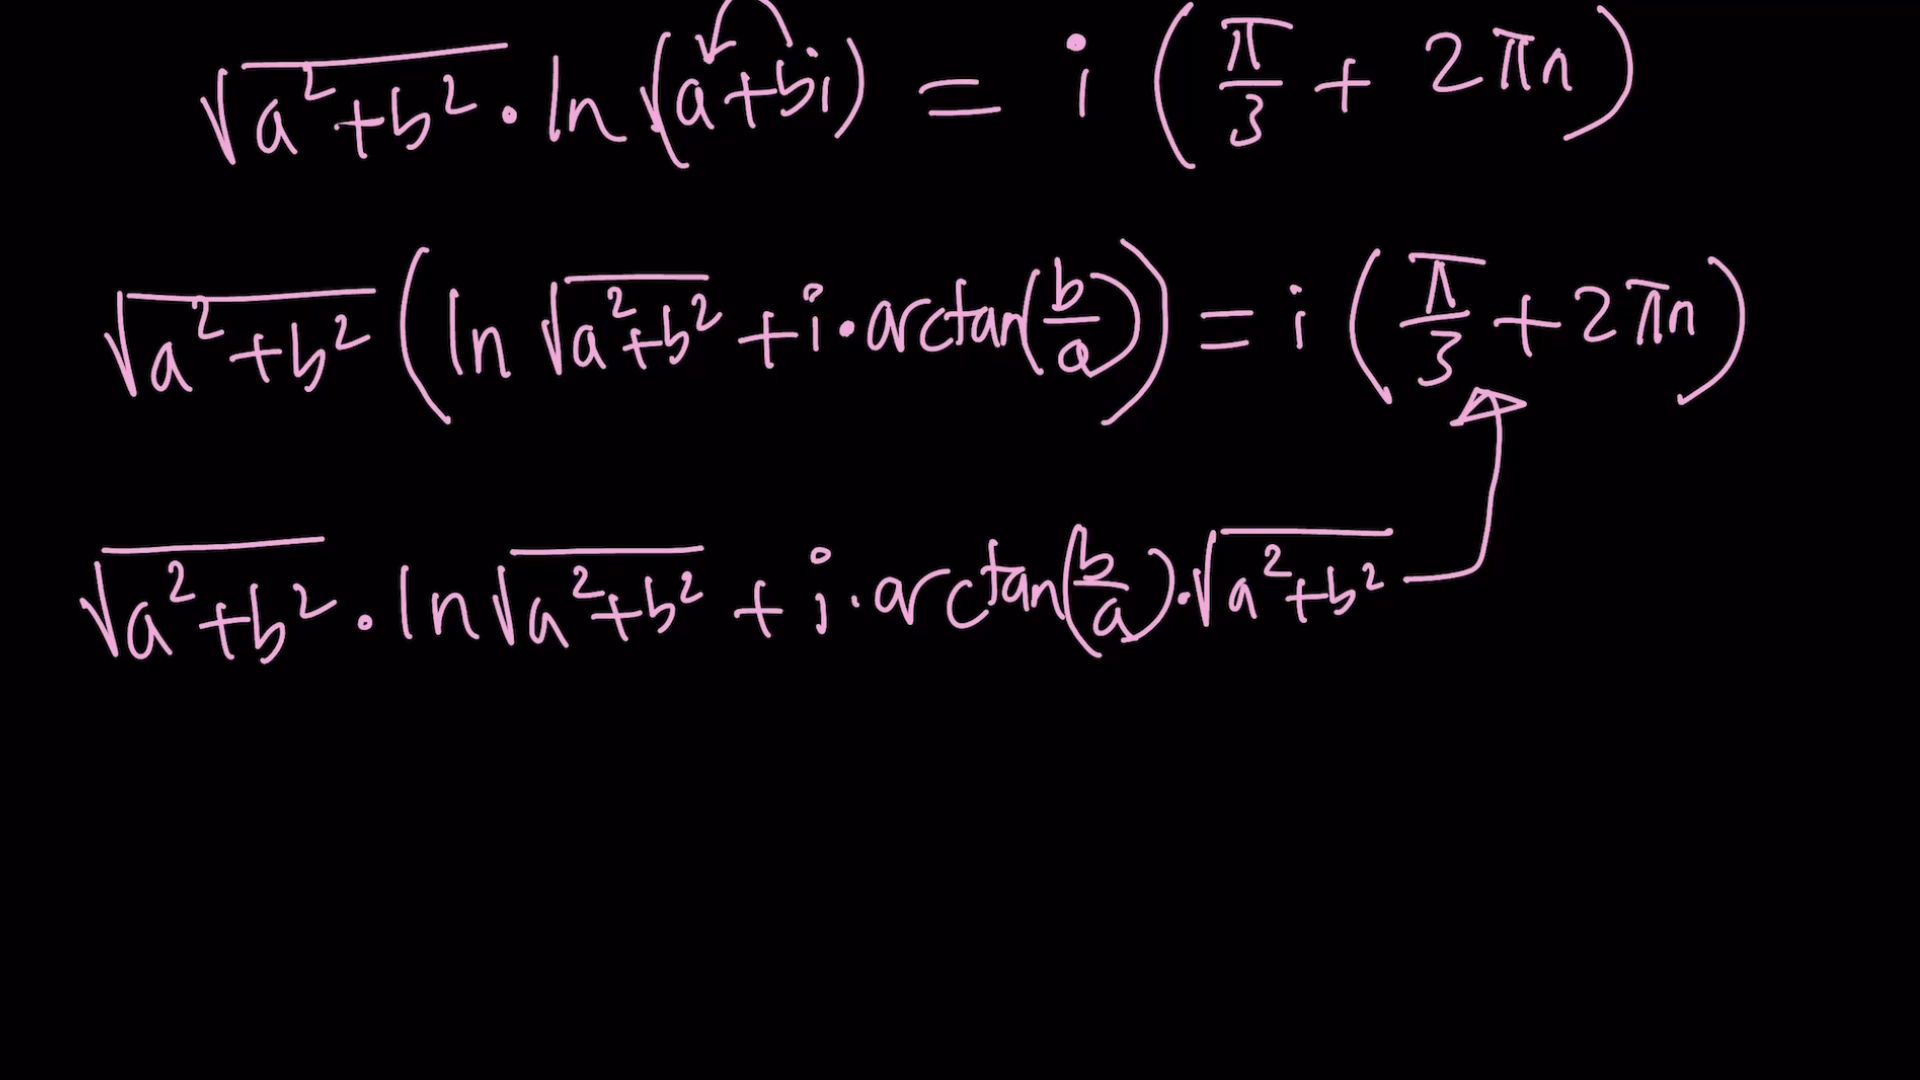 √(a²+b²) · ln(a+bi) = i (π/3 + 2πn)
√(a²+b²) (ln √(a²+b²) + i · arctan(b/a)) = i (π/3 + 2πn)
√(a²+b²) · ln √(a²+b²) + i · arctan(b/a) · √(a²+b²)